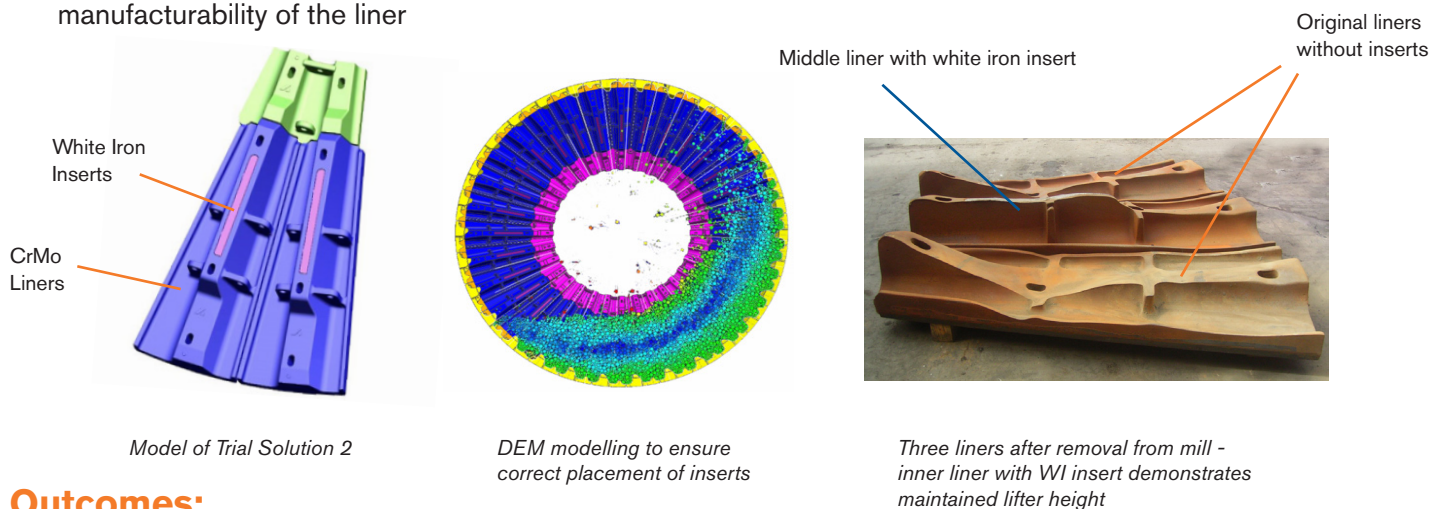 manufacturability of the liner
Original liners
without inserts
Middle liner with white iron insert
White Iron
Inserts
CrMo
Liners
Model of Trial Solution 2
DEM modelling to ensure
correct placement of inserts
Three liners after removal from mill -
inner liner with WI insert demonstrates
maintained lifter height
Outcomes: